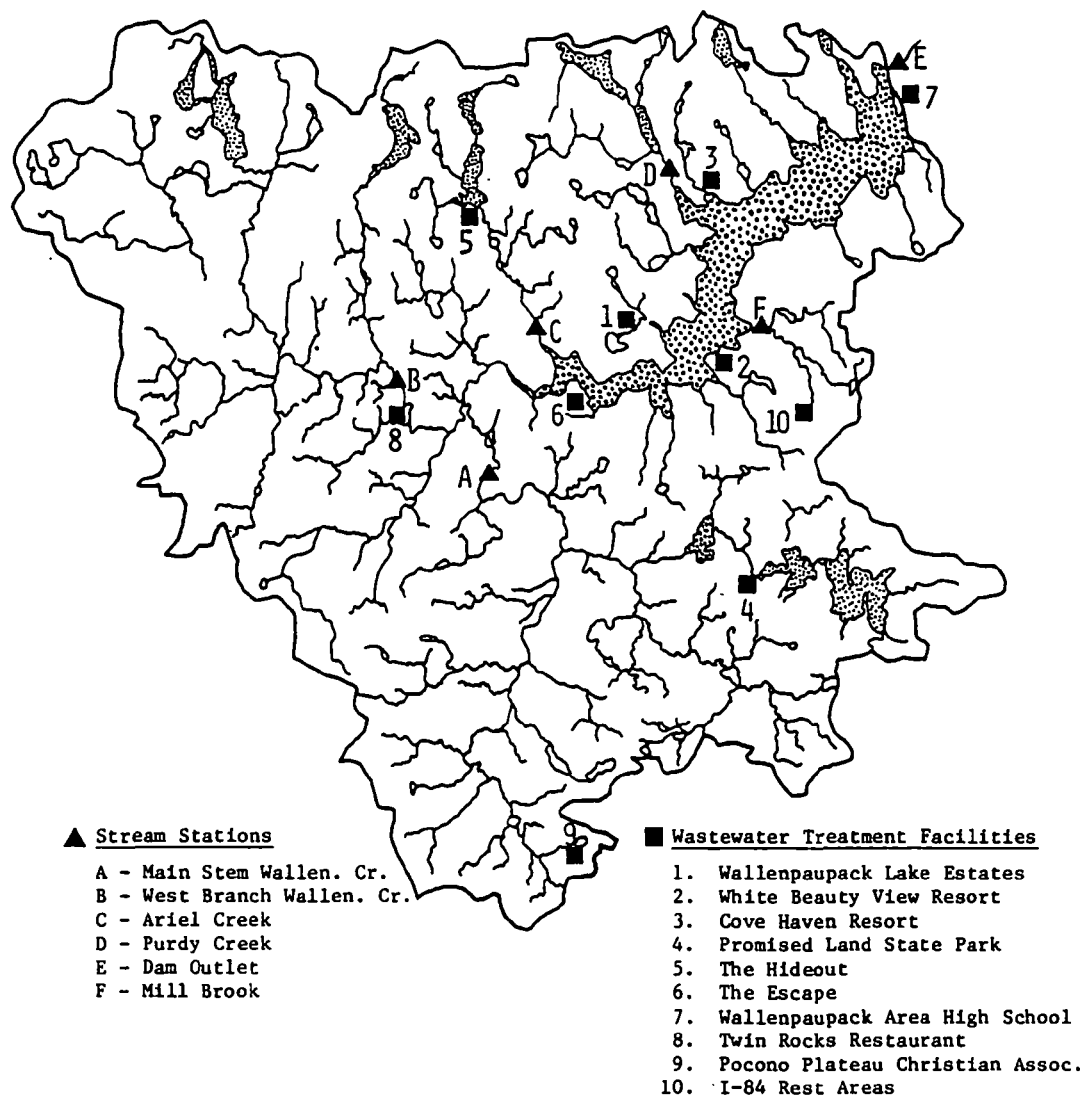 E
7
3
D
5
1
C
F
2
B
6
10
8
A
4
9
Stream Stations
A - Main Stem Wallen. Cr.
B - West Branch Wallen. Cr.
C - Ariel Creek
D - Purdy Creek
E - Dam Outlet
F - Mill Brook
Wastewater Treatment Facilities
1. Wallenpaupack Lake Estates
2. White Beauty View Resort
3. Cove Haven Resort
4. Promised Land State Park
5. The Hideout
6. The Escape
7. Wallenpaupack Area High School
8. Twin Rocks Restaurant
9. Pocono Plateau Christian Assoc.
10. I-84 Rest Areas